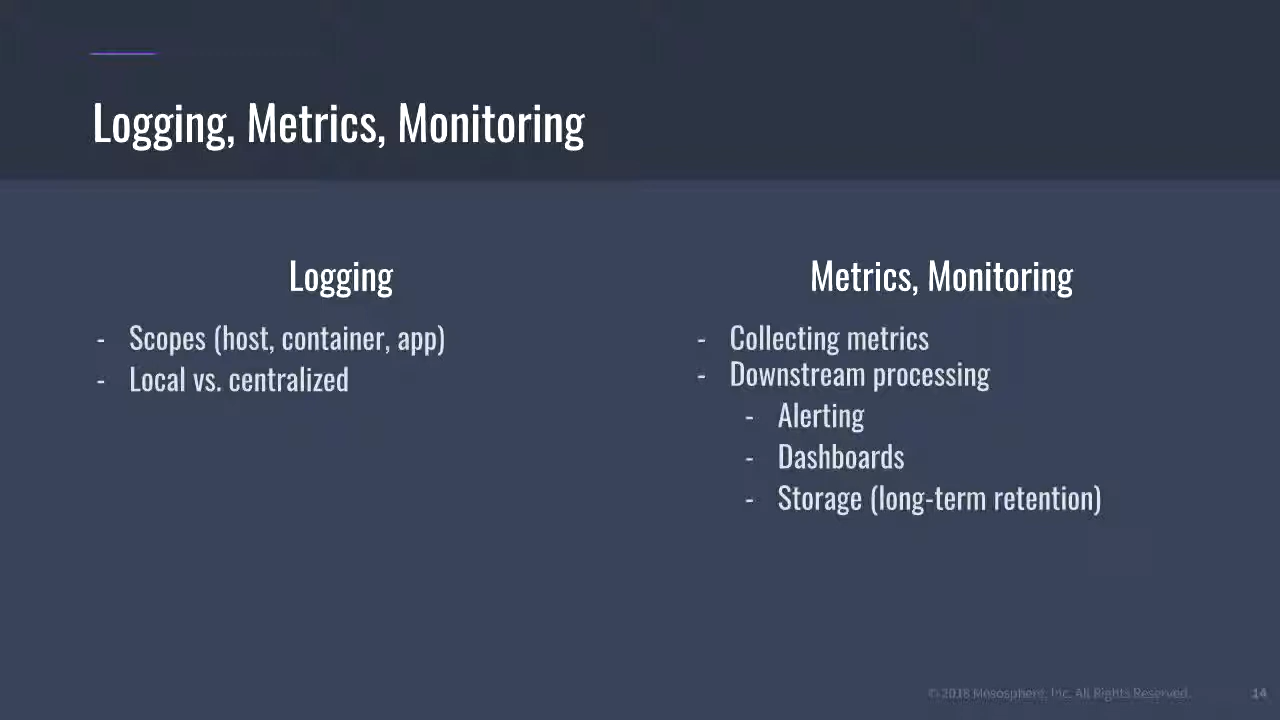 Logging, Metrics, Monitoring
Logging
- Scopes (host, container, app)
- Local vs. centralized
Metrics, Monitoring
- Collecting metrics
- Downstream processing
- Alerting
- Dashboards
- Storage (long-term retention)
© 2018 Mesosphere, Inc. All Rights Reserved.
14